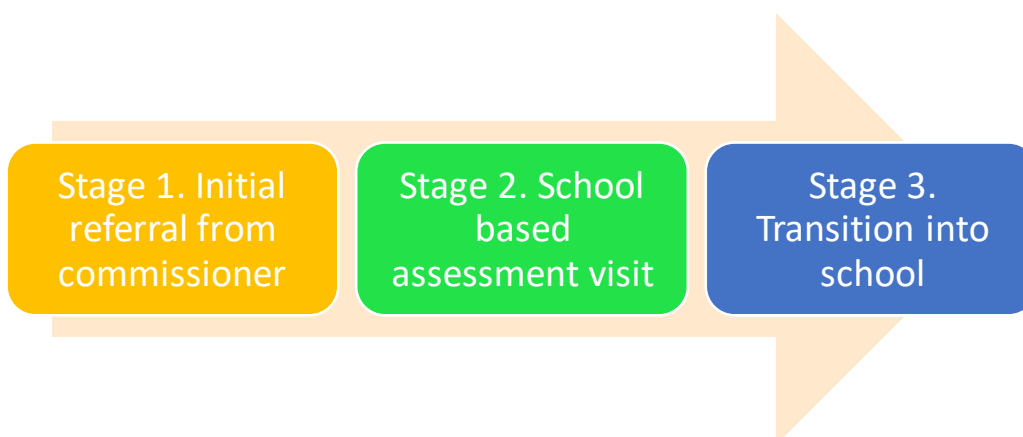 Stage 1. Initial
referral from
commissioner
Stage 2. School
based
assessment visit
Stage 3.
Transition into
school